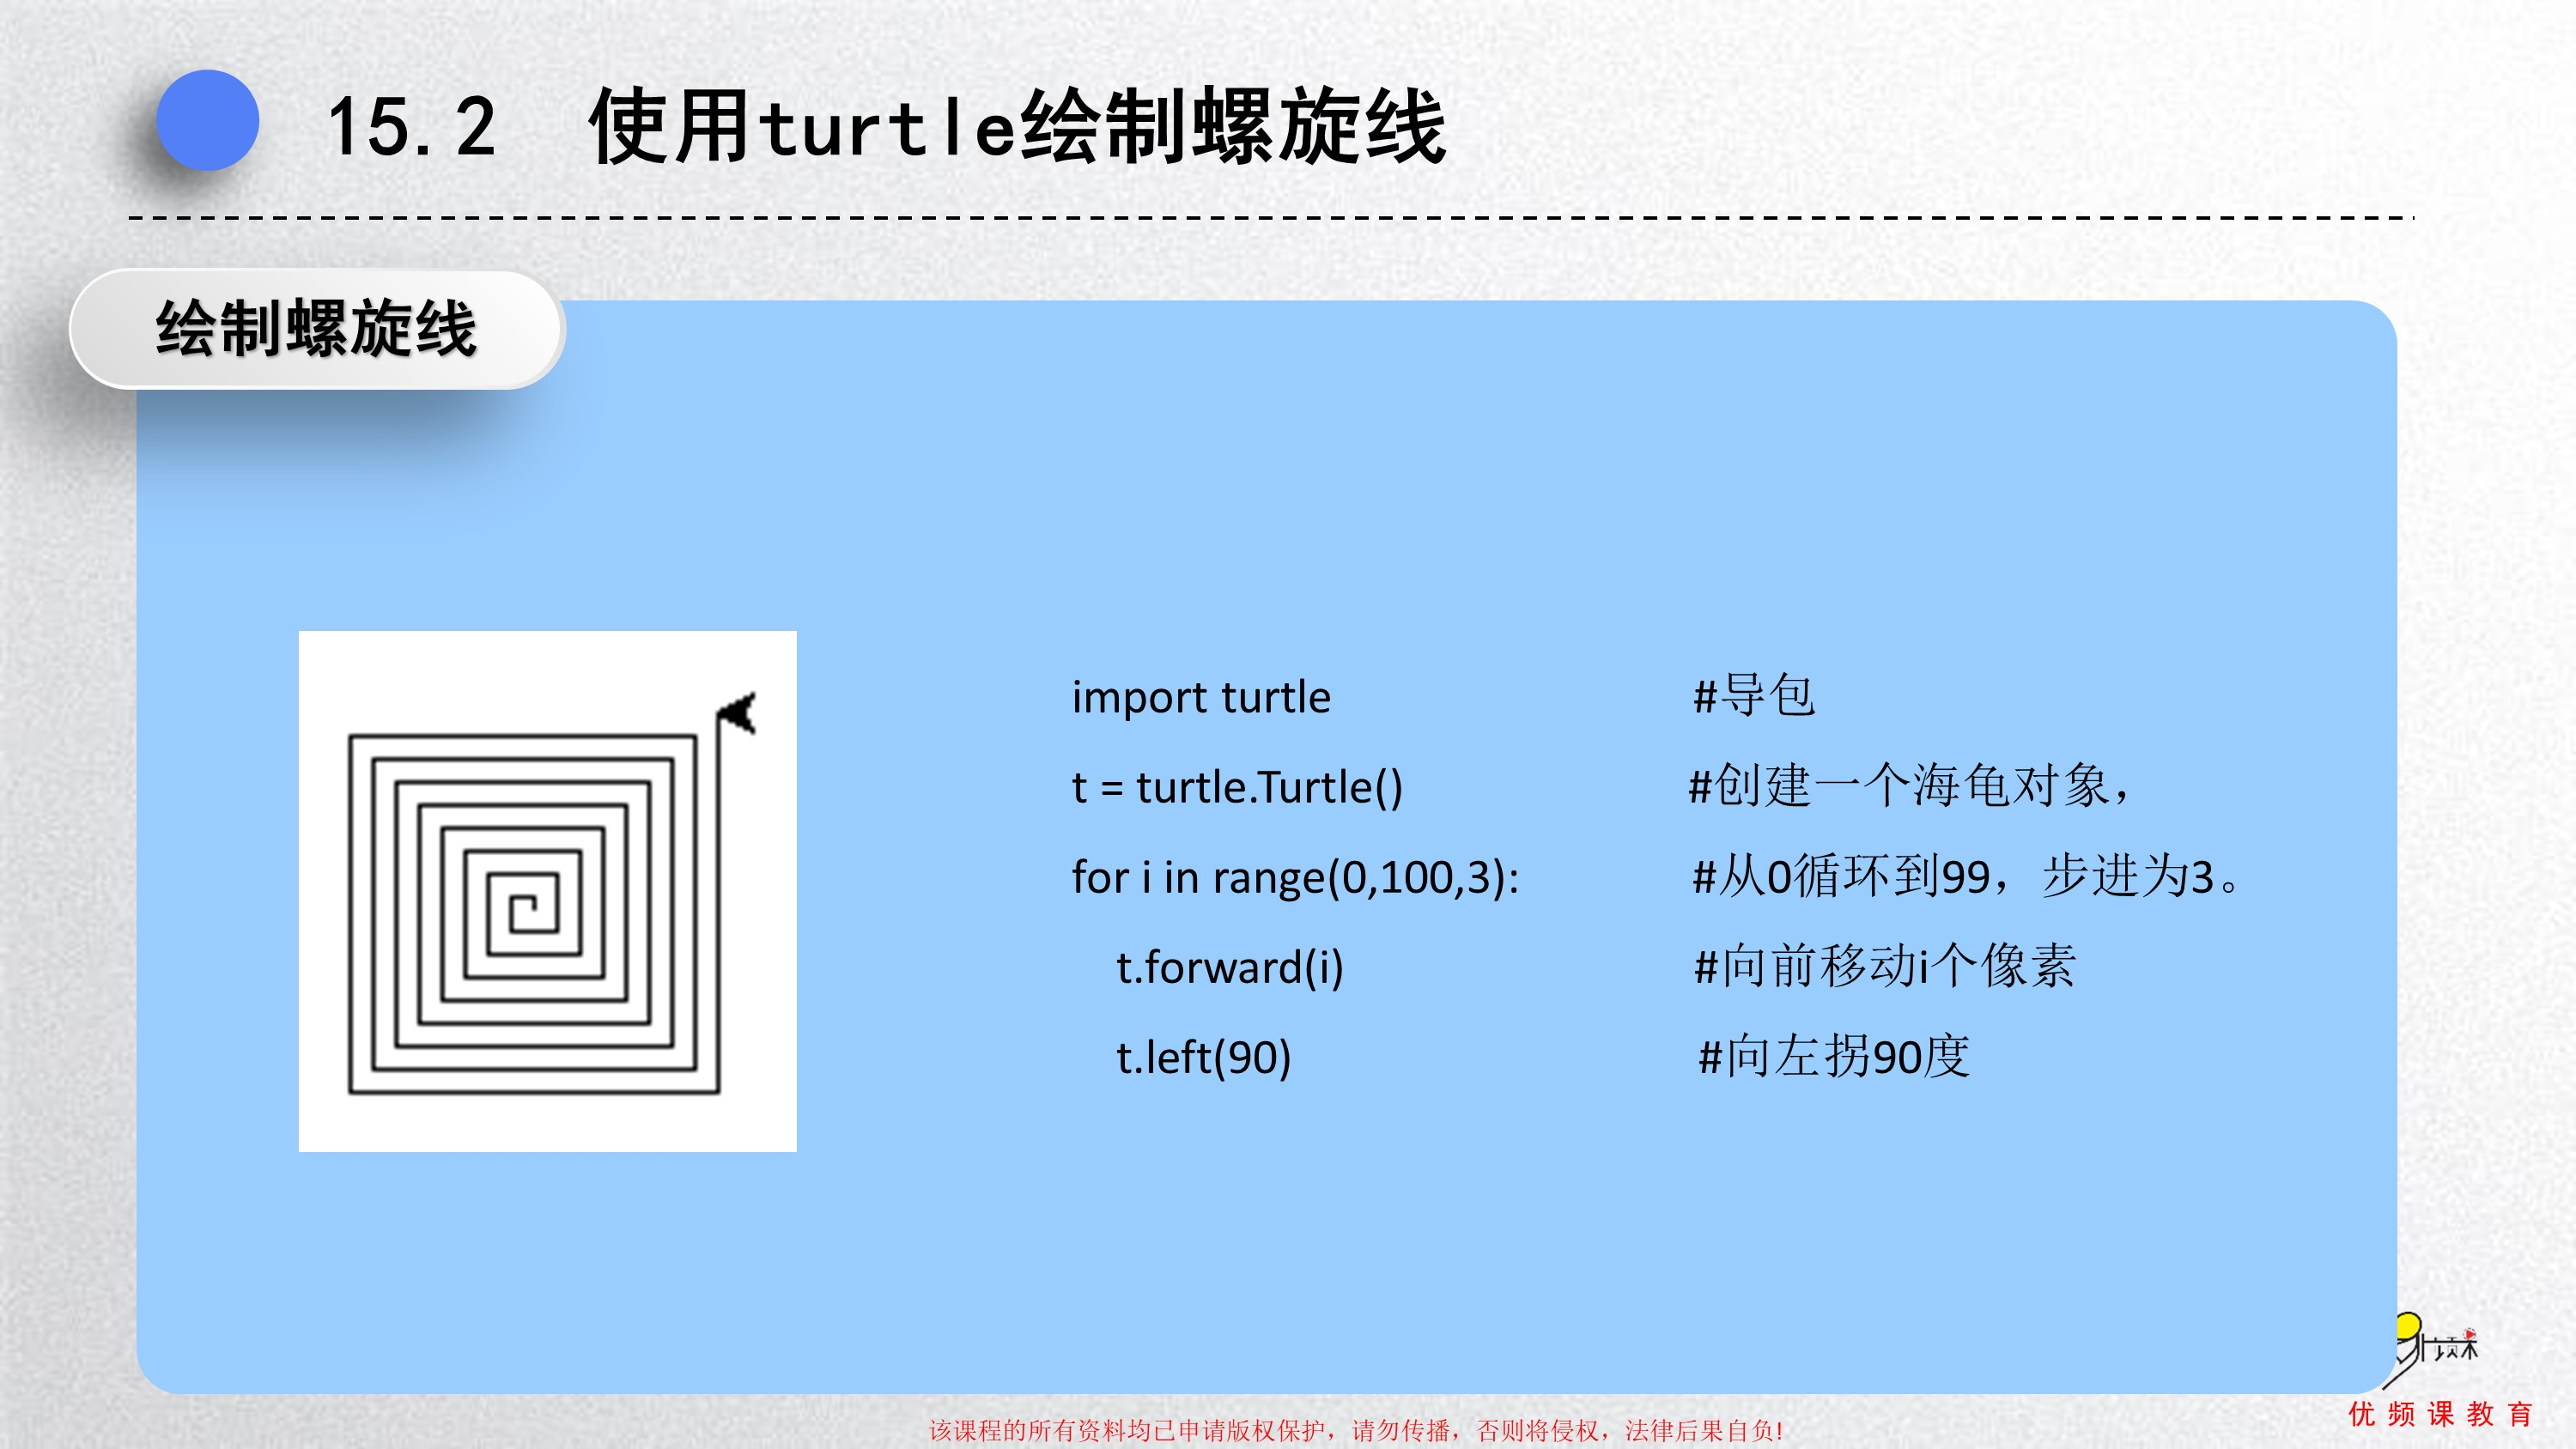 15.2 使用turtle绘制螺旋线
绘制螺旋线
import turtle #导包
t = turtle.Turtle() #创建一个海龟对象，
for i in range(0,100,3): #从0循环到99，步进为3。
t.forward(i) #向前移动i个像素
t.left(90) #向左拐90度
优频课教育
该课程的所有资料均已申请版权保护，请勿传播，否则将侵权，法律后果自负!